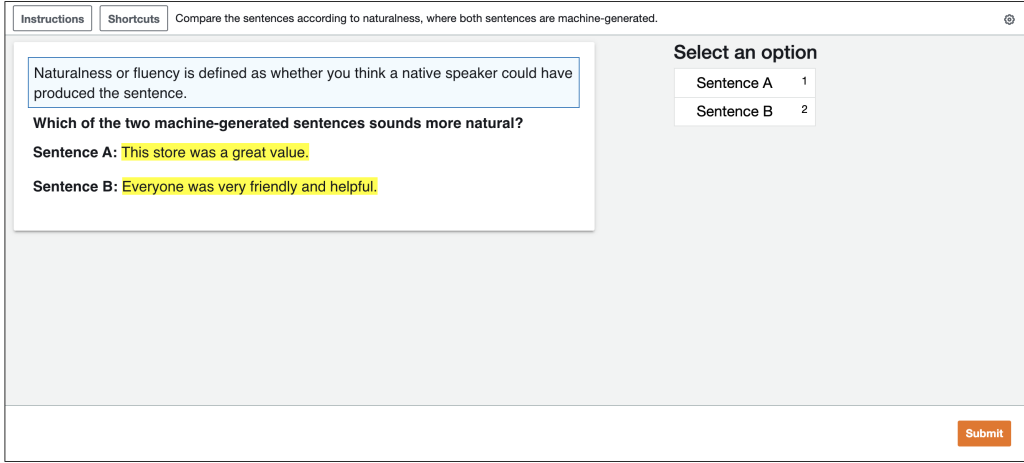 Instructions Shortcuts Compare the sentences according to naturalness, where both sentences are machine-generated.
Naturalness or fluency is defined as whether you think a native speaker could have
produced the sentence.
Which of the two machine-generated sentences sounds more natural?
Sentence A: This store was a great value.
Sentence B: Everyone was very friendly and helpful.
Select an option
Sentence A 1
Sentence B 2
Submit